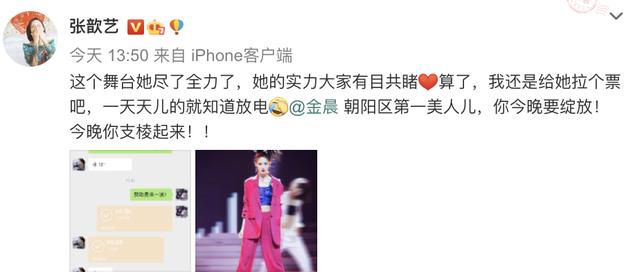 张歆艺
今天 13:50 来自 iPhone客户端
这个舞台她尽了全力了，她的实力大家有目共睹❤️算了，我还是给她拉个票
吧，一天天儿的就知道放电🤣@金晨 朝阳区第一美人儿，你今晚要绽放！
今晚你支棱起来！！